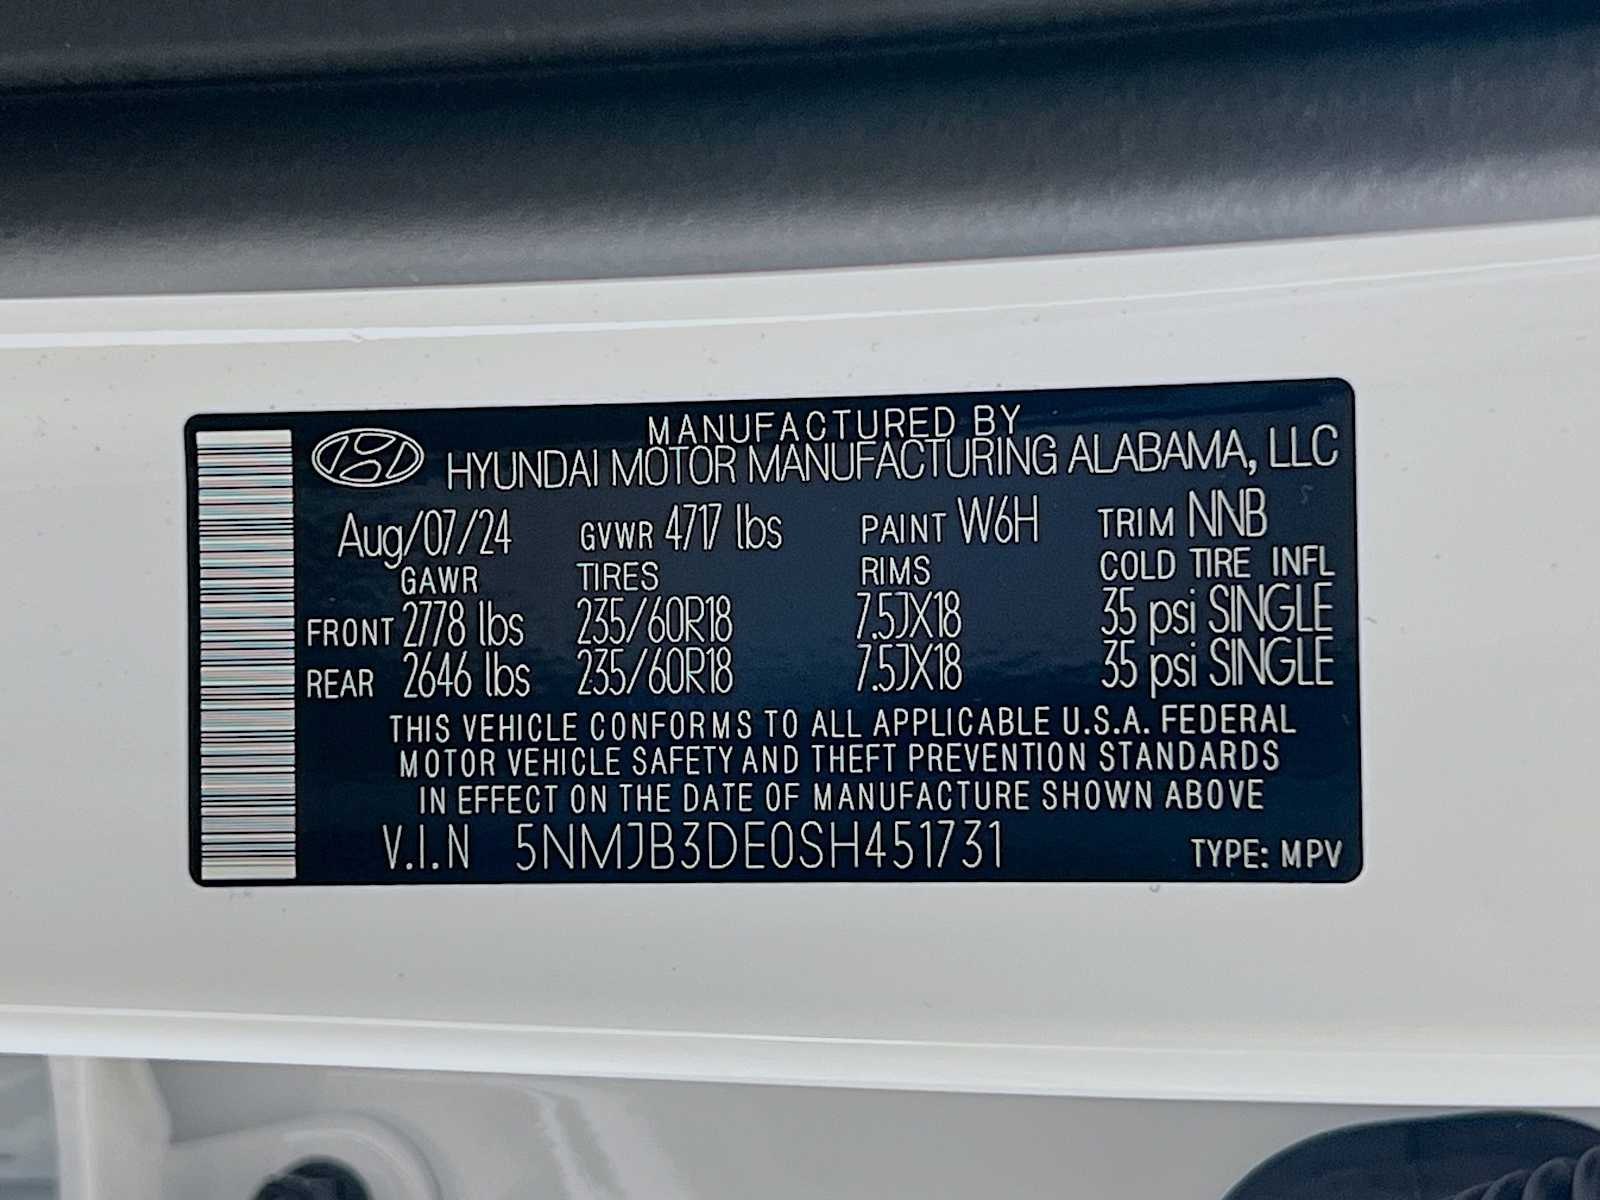 MANUFACTURED BY
HYUNDAI MOTOR MANUFACTURING ALABAMA, LLC
Aug/07/24 GVWR 4717 lbs PAINT W6H TRIM NNB
GAWR TIRES RIMS COLD TIRE INFL
FRONT 2778 lbs 235/60R18 7.5JX18 35 psi SINGLE
REAR 2646 lbs 235/60R18 7.5JX18 35 psi SINGLE
THIS VEHICLE CONFORMS TO ALL APPLICABLE U.S.A. FEDERAL
MOTOR VEHICLE SAFETY AND THEFT PREVENTION STANDARDS
IN EFFECT ON THE DATE OF MANUFACTURE SHOWN ABOVE
V.I.N 5NMJB3DE0SH451731 TYPE: MPV